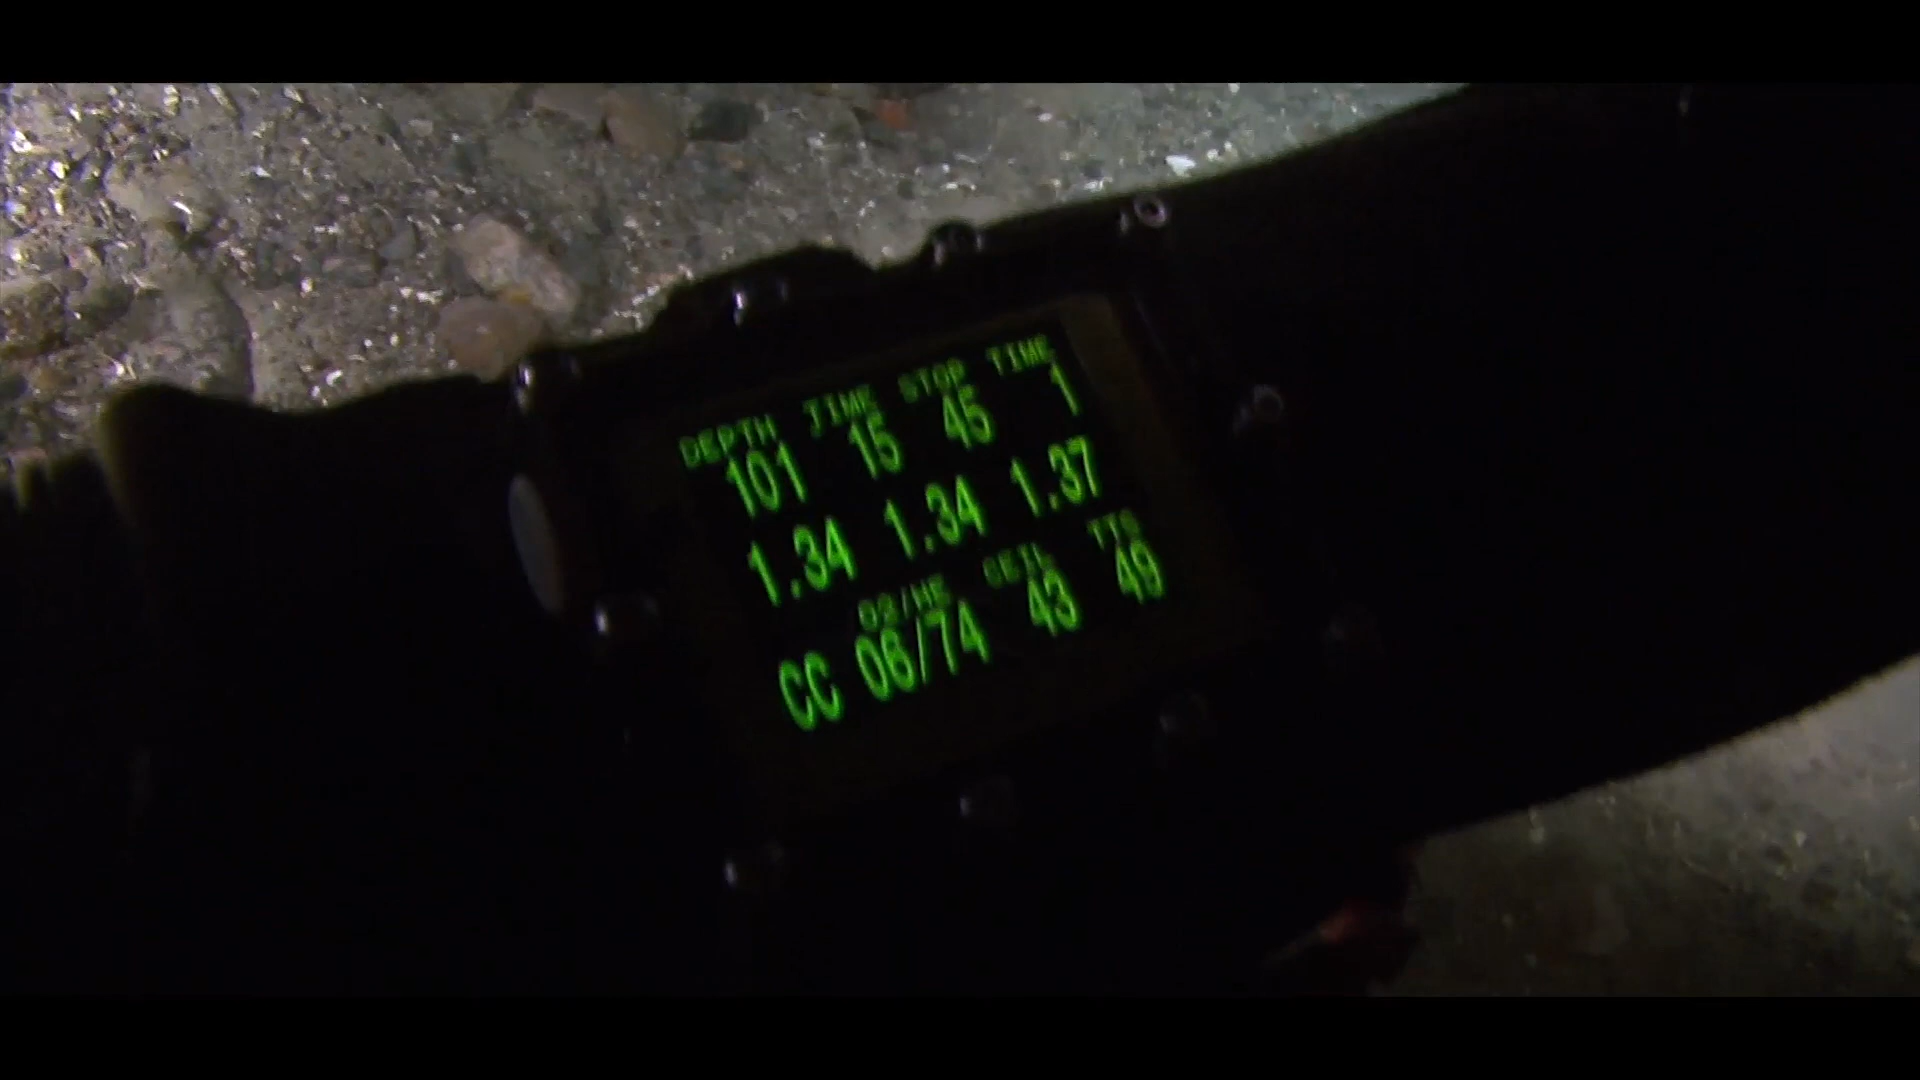 DEPTH TIME STOP TIME
101 15 45 1
1.34 1.34 1.37
O2/HE CEIL TTS
CC 06/74 43 49